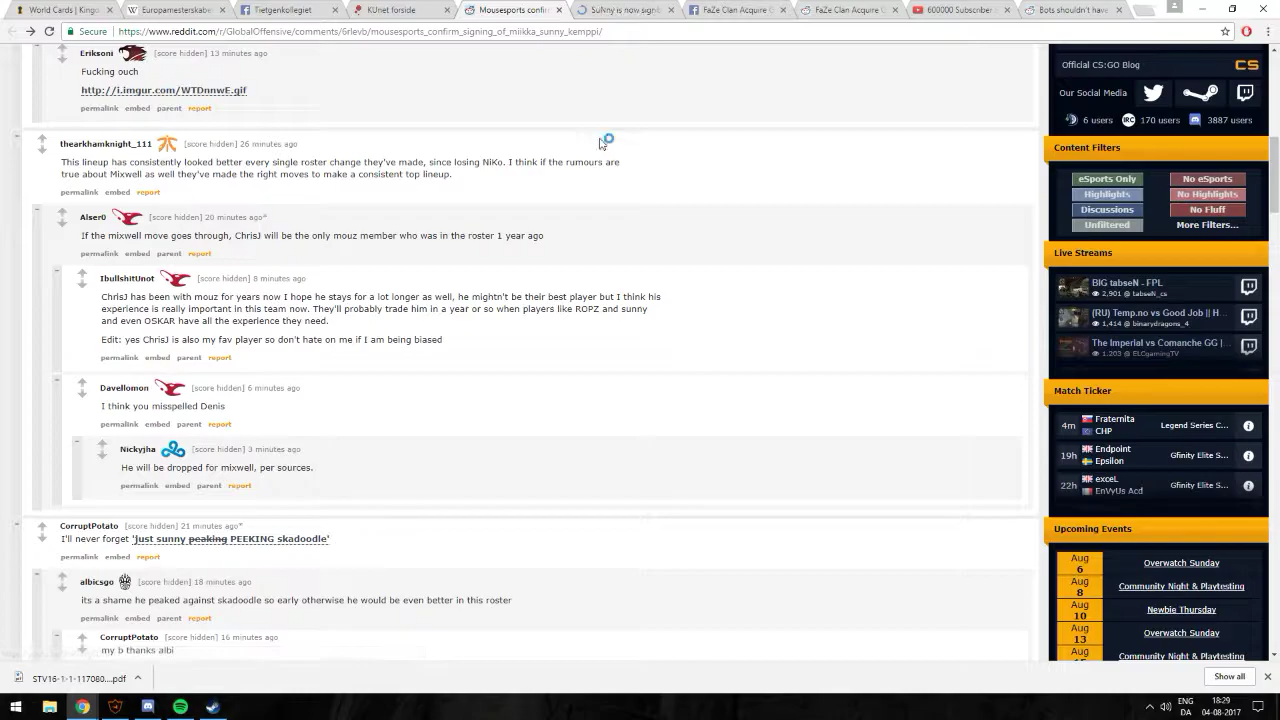 World Cards | Kingd
Europamesterskabet
Tietgenkollegiet
KUnet forside
Mousesports confirm
SuNny is now signe
FaZe Clan Acquire G
FaZe Clan Acquire G
600000 Subscriber
Bots shouldn't ha
Secure https://www.reddit.com/r/GlobalOffensive/comments/6rlevb/mousesports_confirm_signing_of_miikka_sunny_kemppi/
Eriksoni [score hidden] 13 minutes ago
Fucking ouch
http://i.imgur.com/WTDnnwE.gif
permalink embed parent report
thearkhamknight_111 [score hidden] 26 minutes ago
This lineup has consistently looked better every single roster change they've made, since losing NiKo. I think if the rumours are
true about Mixwell as well they've made the right moves to make a consistent top lineup.
permalink embed report
Alser0 [score hidden] 20 minutes ago*
If the mixwell move goes through, ChrisJ will be the only mouz member who was in the roster 1 year ago
permalink embed parent report
IbullshitUnot [score hidden] 8 minutes ago
ChrisJ has been with mouz for years now I hope he stays for a lot longer as well, he mightn't be their best player but I think his
experience is really important in this team now. They'll probably trade him in a year or so when players like ROPZ and sunny
and even OSKAR have all the experience they need.
Edit: yes ChrisJ is also my fav player so don't hate on me if I am being biased
permalink embed parent report
Davellomon [score hidden] 6 minutes ago
I think you misspelled Denis
permalink embed parent report
Nickyjha [score hidden] 3 minutes ago
He will be dropped for mixwell, per sources.
permalink embed parent report
CorruptPotato [score hidden] 21 minutes ago*
I'll never forget 'just sunny peaking PEEKING skadoodle'
permalink embed report
albicsgo [score hidden] 18 minutes ago
its a shame he peaked against skadoodle so early otherwise he would be even better in this roster
permalink embed parent report
CorruptPotato [score hidden] 16 minutes ago
my b thanks albi
Official CS:GO Blog CS
Our Social Media
6 users IRC 170 users 3887 users
Content Filters
eSports Only No eSports
Highlights No Highlights
Discussions No Fluff
Unfiltered More Filters...
Live Streams
BIG tabseN - FPL
2,901 @ tabseN_cs
(RU) Temp.no vs Good Job || H...
1,414 @ binarydragons_4
The Imperial vs Comanche GG |...
1,203 @ ELCgamingTV
Match Ticker
4m Fraternita CHP Legend Series C...
19h Endpoint Epsilon Gfinity Elite S...
22h exceL EnVyUs Acd Gfinity Elite S...
Upcoming Events
Aug 6 Overwatch Sunday
Aug 8 Community Night & Playtesting
Aug 10 Newbie Thursday
Aug 13 Overwatch Sunday
Aug Community Night & Playtesting
STV16-1-1-117080....pdf
Show all
ENG 18:29
DA 04-08-2017